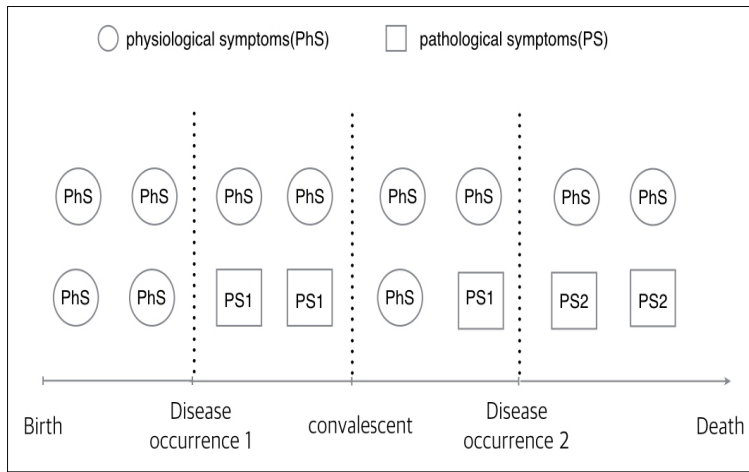 physiological symptoms(PhS) pathological symptoms(PS)
PhS PhS PhS PhS PhS PhS PhS PhS
PhS PhS PS1 PS1 PhS PS1 PS2 PS2
Birth Disease occurrence 1 convalescent Disease occurrence 2 Death